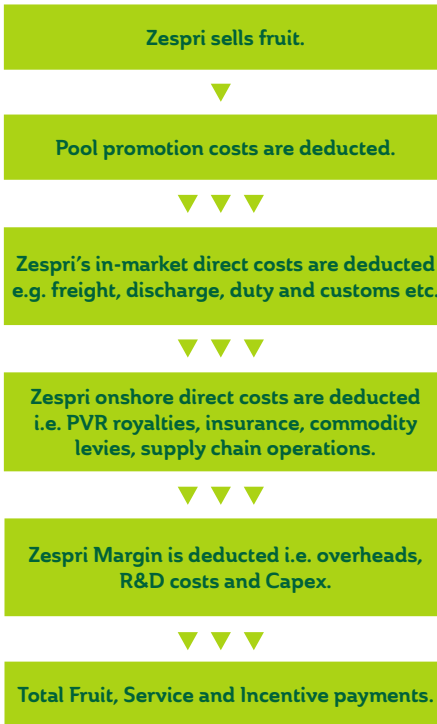 Zespri sells fruit.
Pool promotion costs are deducted.
Zespri's in-market direct costs are deducted
e.g. freight, discharge, duty and customs etc.
Zespri onshore direct costs are deducted
i.e. PVR royalties, insurance, commodity
levies, supply chain operations.
Zespri Margin is deducted i.e. overheads,
R&D costs and Capex.
Total Fruit, Service and Incentive payments.